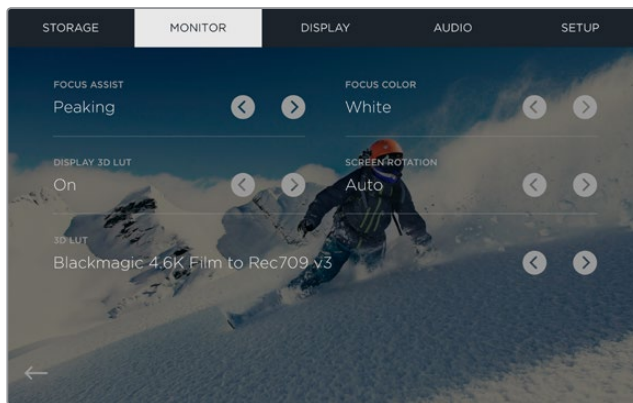 STORAGE MONITOR DISPLAY AUDIO SETUP
FOCUS ASSIST FOCUS COLOR
Peaking White
DISPLAY 3D LUT SCREEN ROTATION
On Auto
3D LUT
Blackmagic 4.6K Film to Rec709 v3